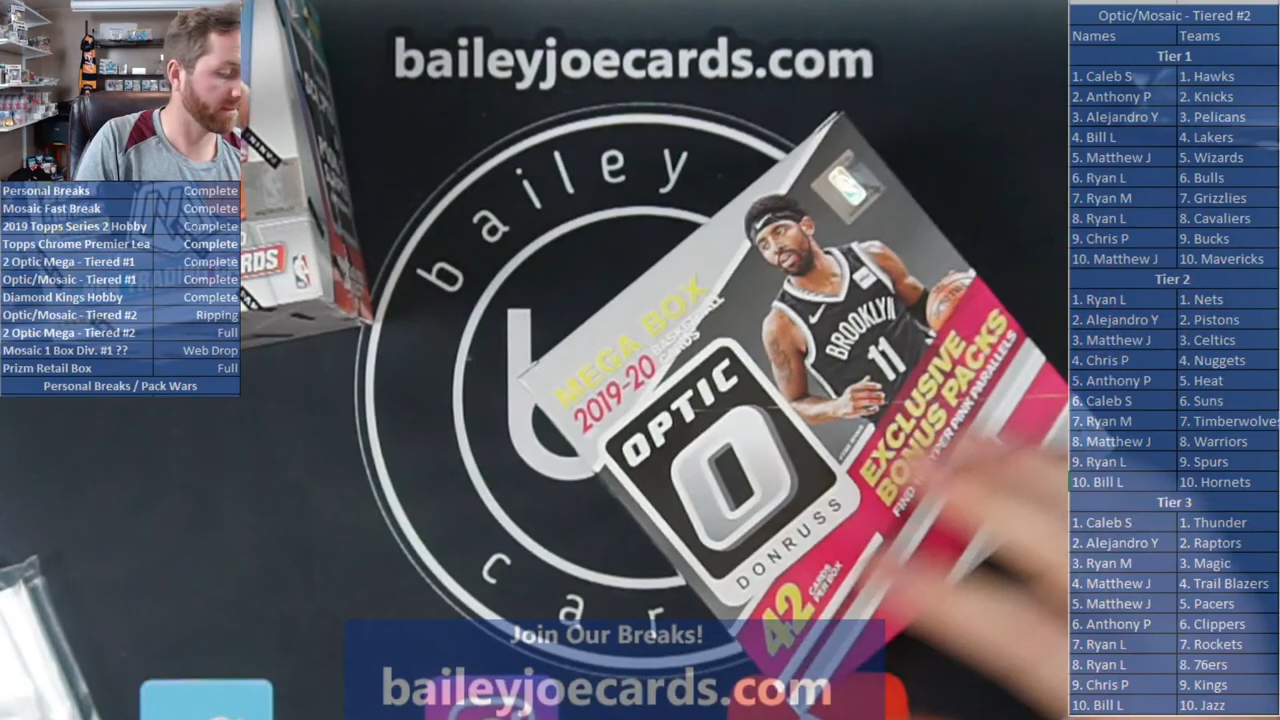 baileyjoecards.com
Personal Breaks Complete
Mosaic Fast Break Complete
2019 Topps Series 2 Hobby Complete
Topps Chrome Premier Lea Complete
2 Optic Mega - Tiered #1 Complete
Optic/Mosaic - Tiered #1 Complete
Diamond Kings Hobby Complete
Optic/Mosaic - Tiered #2 Ripping
2 Optic Mega - Tiered #2 Full
Mosaic 1 Box Div. #1 ?? Web Drop
Prizm Retail Box Full
Personal Breaks / Pack Wars
bailey
b
car
MEGA BOX
2019-20 BASKETBALL CARDS
OPTIC
DONRUSS
BROOKLYN
11
EXCLUSIVE
BONUS PACKS
42 CARDS PER BOX
Join Our Breaks!
baileyjoecards.com
Optic/Mosaic - Tiered #2
Names Teams
Tier 1
1. Caleb S 1. Hawks
2. Anthony P 2. Knicks
3. Alejandro Y 3. Pelicans
4. Bill L 4. Lakers
5. Matthew J 5. Wizards
6. Ryan L 6. Bulls
7. Ryan M 7. Grizzlies
8. Ryan L 8. Cavaliers
9. Chris P 9. Bucks
10. Matthew J 10. Mavericks
Tier 2
1. Ryan L 1. Nets
2. Alejandro Y 2. Pistons
3. Matthew J 3. Celtics
4. Chris P 4. Nuggets
5. Anthony P 5. Heat
6. Caleb S 6. Suns
7. Ryan M 7. Timberwolves
8. Matthew J 8. Warriors
9. Ryan L 9. Spurs
10. Bill L 10. Hornets
Tier 3
1. Caleb S 1. Thunder
2. Alejandro Y 2. Raptors
3. Ryan M 3. Magic
4. Matthew J 4. Trail Blazers
5. Matthew J 5. Pacers
6. Anthony P 6. Clippers
7. Ryan L 7. Rockets
8. Ryan L 8. 76ers
9. Chris P 9. Kings
10. Bill L 10. Jazz